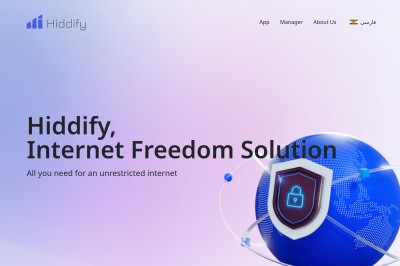 Hiddify
App Manager About Us فارسی
Hiddify,
Internet Freedom Solution
All you need for an unrestricted internet